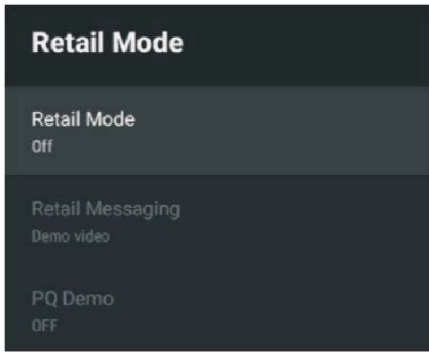 Retail Mode
Retail Mode
Off
Retail Messaging
Demo video
PQ Demo
OFF